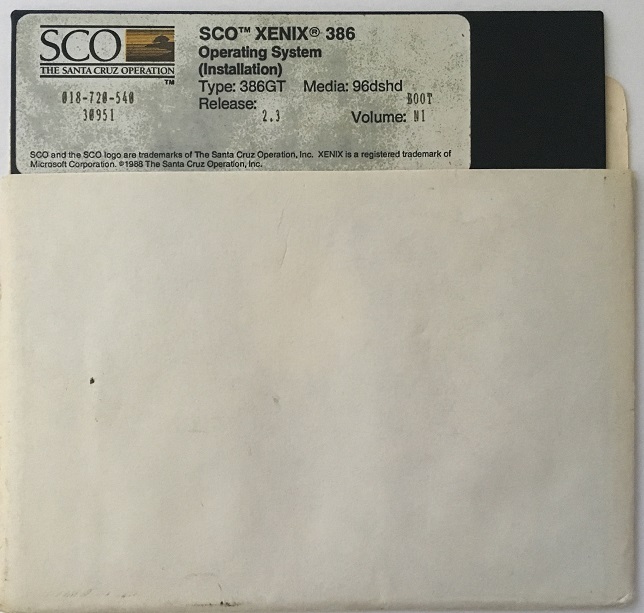 SCO
THE SANTA CRUZ OPERATION
TM
018-720-540
30951
SCO™ XENIX® 386
Operating System
(Installation)
Type: 386GT Media: 96dshd
Release: 2.3
BOOT
Volume: N1
SCO and the SCO logo are trademarks of The Santa Cruz Operation, Inc. XENIX is a registered trademark of
Microsoft Corporation. ©1988 The Santa Cruz Operation, Inc.